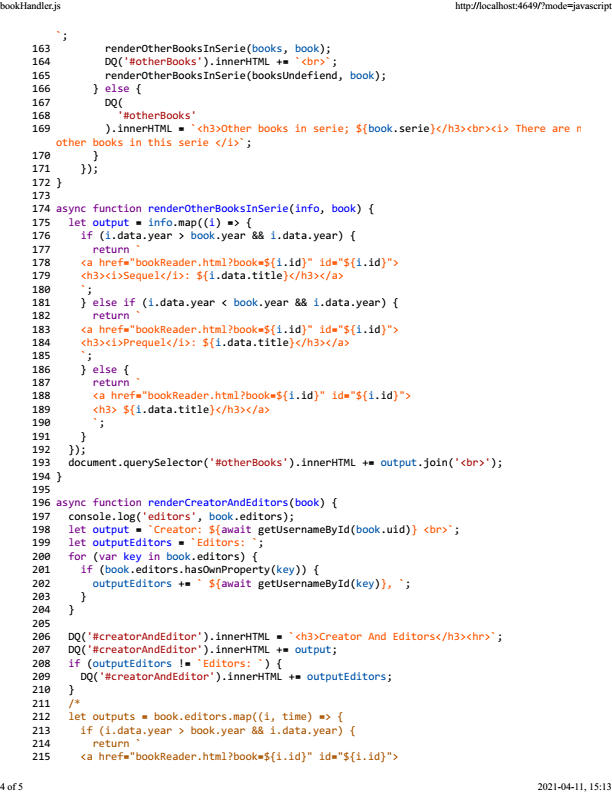 bookHandler.js http://localhost:4649/?mode=javascript
`;
163 renderOtherBooksInSerie(books, book);
164 DQ('#otherBooks').innerHTML += `<br>`;
165 renderOtherBooksInSerie(booksUndefiend, book);
166 } else {
167 DQ(
168 '#otherBooks'
169 ).innerHTML = `<h3>Other books in serie; ${book.serie}</h3><br><i> There are n
other books in this serie </i>`;
170 }
171 });
172 }
173
174 async function renderOtherBooksInSerie(info, book) {
175 let output = info.map((i) => {
176 if (i.data.year > book.year && i.data.year) {
177 return `
178 <a href="bookReader.html?book=${i.id}" id="${i.id}">
179 <h3><i>Sequel</i>: ${i.data.title}</h3></a>
180 `;
181 } else if (i.data.year < book.year && i.data.year) {
182 return `
183 <a href="bookReader.html?book=${i.id}" id="${i.id}">
184 <h3><i>Prequel</i>: ${i.data.title}</h3></a>
185 `;
186 } else {
187 return `
188 <a href="bookReader.html?book=${i.id}" id="${i.id}">
189 <h3> ${i.data.title}</h3></a>
190 `;
191 }
192 });
193 document.querySelector('#otherBooks').innerHTML += output.join('<br>');
194 }
195
196 async function renderCreatorAndEditors(book) {
197 console.log('editors', book.editors);
198 let output = `Creator: ${await getUsernameById(book.uid)} <br>`;
199 let outputEditors = `Editors: `;
200 for (var key in book.editors) {
201 if (book.editors.hasOwnProperty(key)) {
202 outputEditors += ` ${await getUsernameById(key)}, `;
203 }
204 }
205
206 DQ('#creatorAndEditor').innerHTML = `<h3>Creator And Editors</h3><hr>`;
207 DQ('#creatorAndEditor').innerHTML += output;
208 if (outputEditors != `Editors: `) {
209 DQ('#creatorAndEditor').innerHTML += outputEditors;
210 }
211 /*
212 let outputs = book.editors.map((i, time) => {
213 if (i.data.year > book.year && i.data.year) {
214 return `
215 <a href="bookReader.html?book=${i.id}" id="${i.id}">
4 of 5 2021-04-11, 15:13